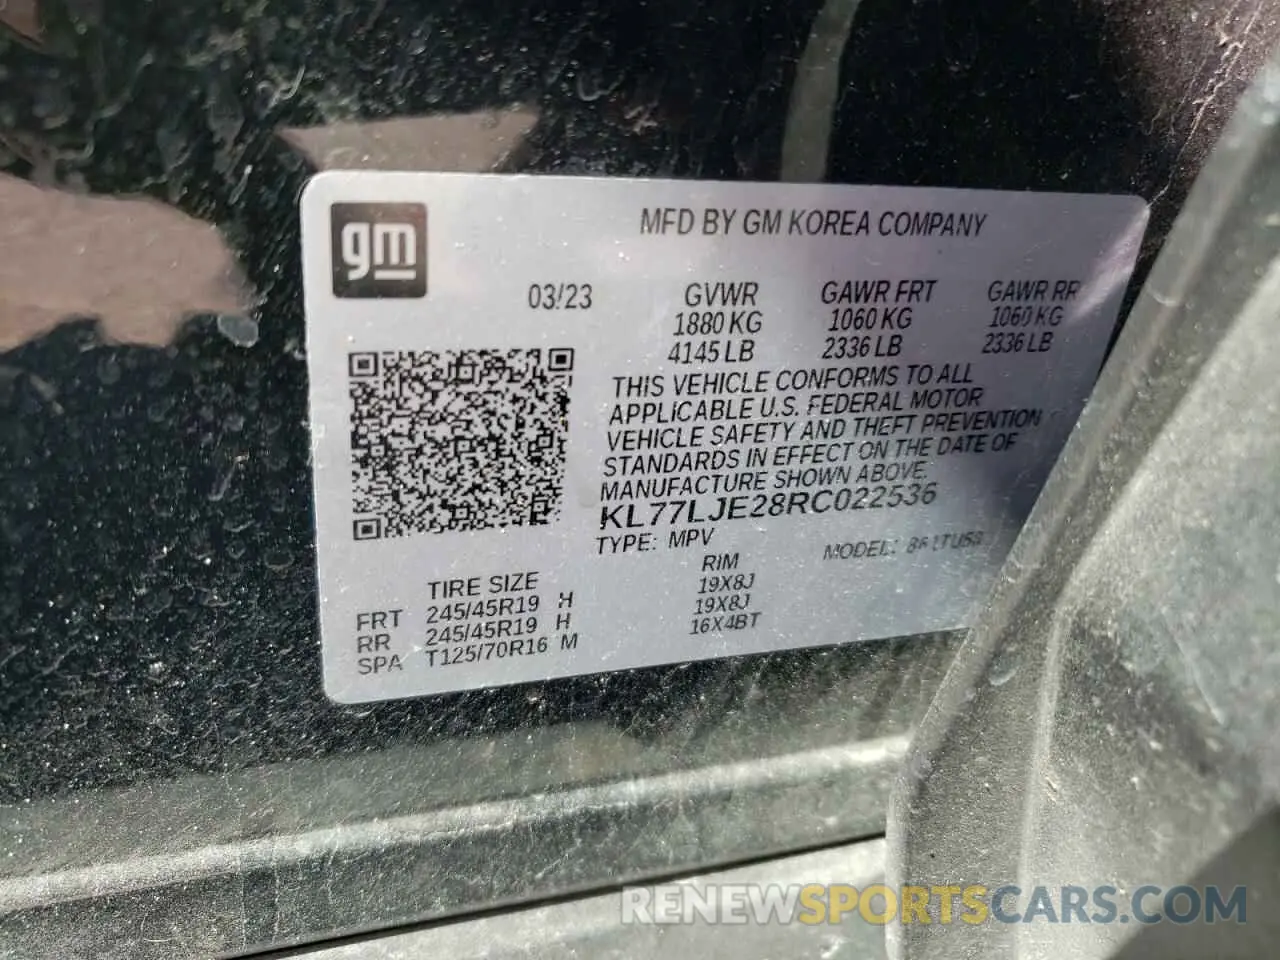 gm
MFD BY GM KOREA COMPANY
03/23
GVWR GAWR FRT GAWR RR
1880 KG 1060 KG 1060 KG
4145 LB 2336 LB 2336 LB
THIS VEHICLE CONFORMS TO ALL
APPLICABLE U.S. FEDERAL MOTOR
VEHICLE SAFETY AND THEFT PREVENTION
STANDARDS IN EFFECT ON THE DATE OF
MANUFACTURE SHOWN ABOVE.
KL77LJE28RC022536
TYPE: MPV MODEL:
TIRE SIZE RIM
FRT 245/45R19 H 19X8J
RR 245/45R19 H 19X8J
SPA T125/70R16 M 16X4BT
RENEWSPORTSCARS.COM